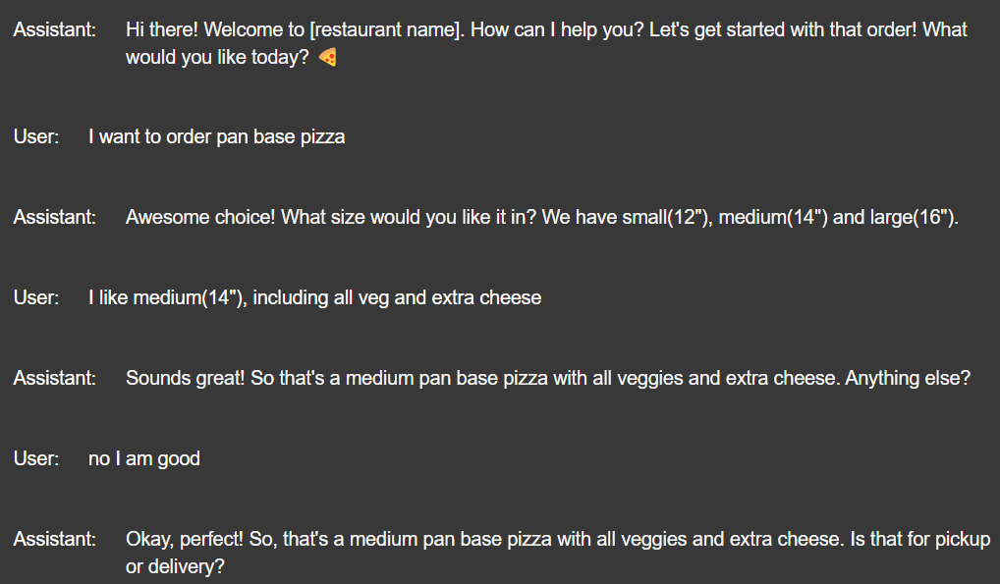 Assistant: Hi there! Welcome to [restaurant name]. How can I help you? Let's get started with that order! What
would you like today? 🍕
User: I want to order pan base pizza
Assistant: Awesome choice! What size would you like it in? We have small(12"), medium(14") and large(16").
User: I like medium(14"), including all veg and extra cheese
Assistant: Sounds great! So that's a medium pan base pizza with all veggies and extra cheese. Anything else?
User: no I am good
Assistant: Okay, perfect! So, that's a medium pan base pizza with all veggies and extra cheese. Is that for pickup
or delivery?